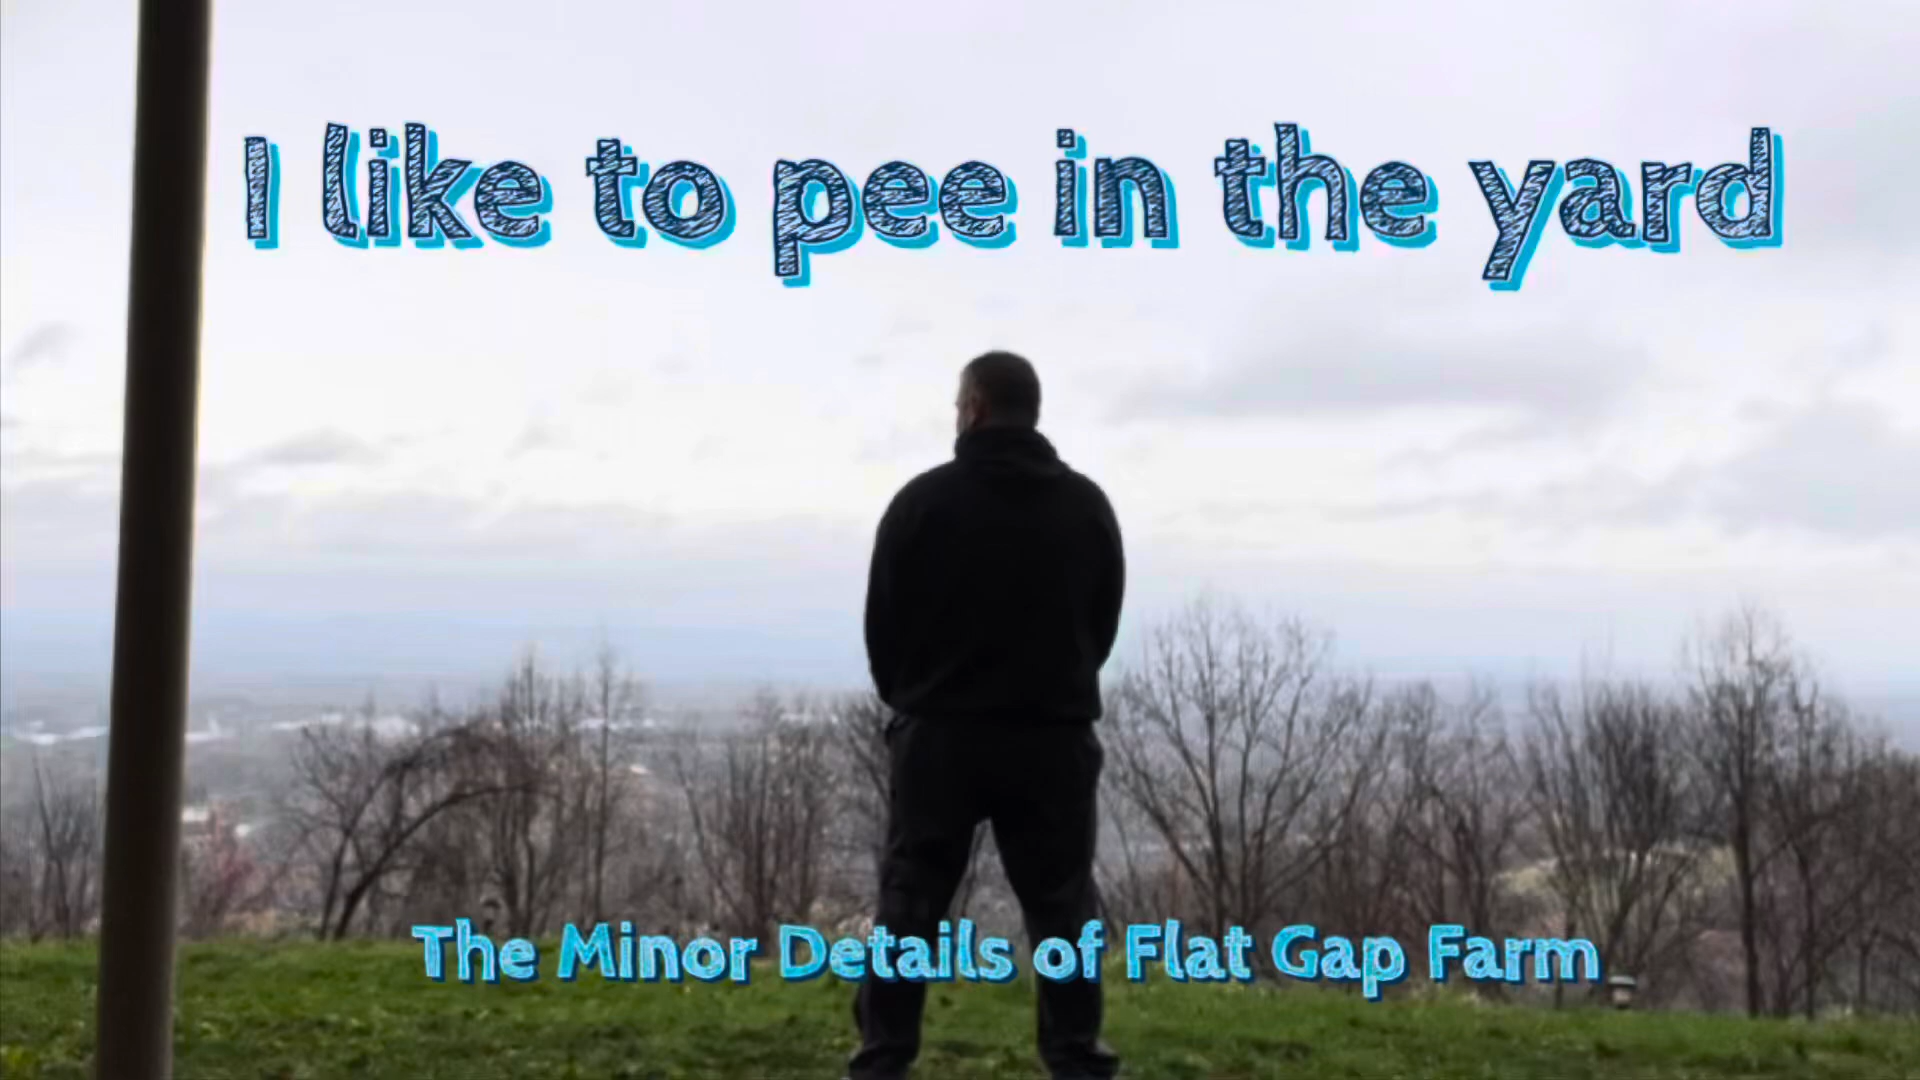 I like to pee in the yard
The Minor Details of Flat Gap Farm